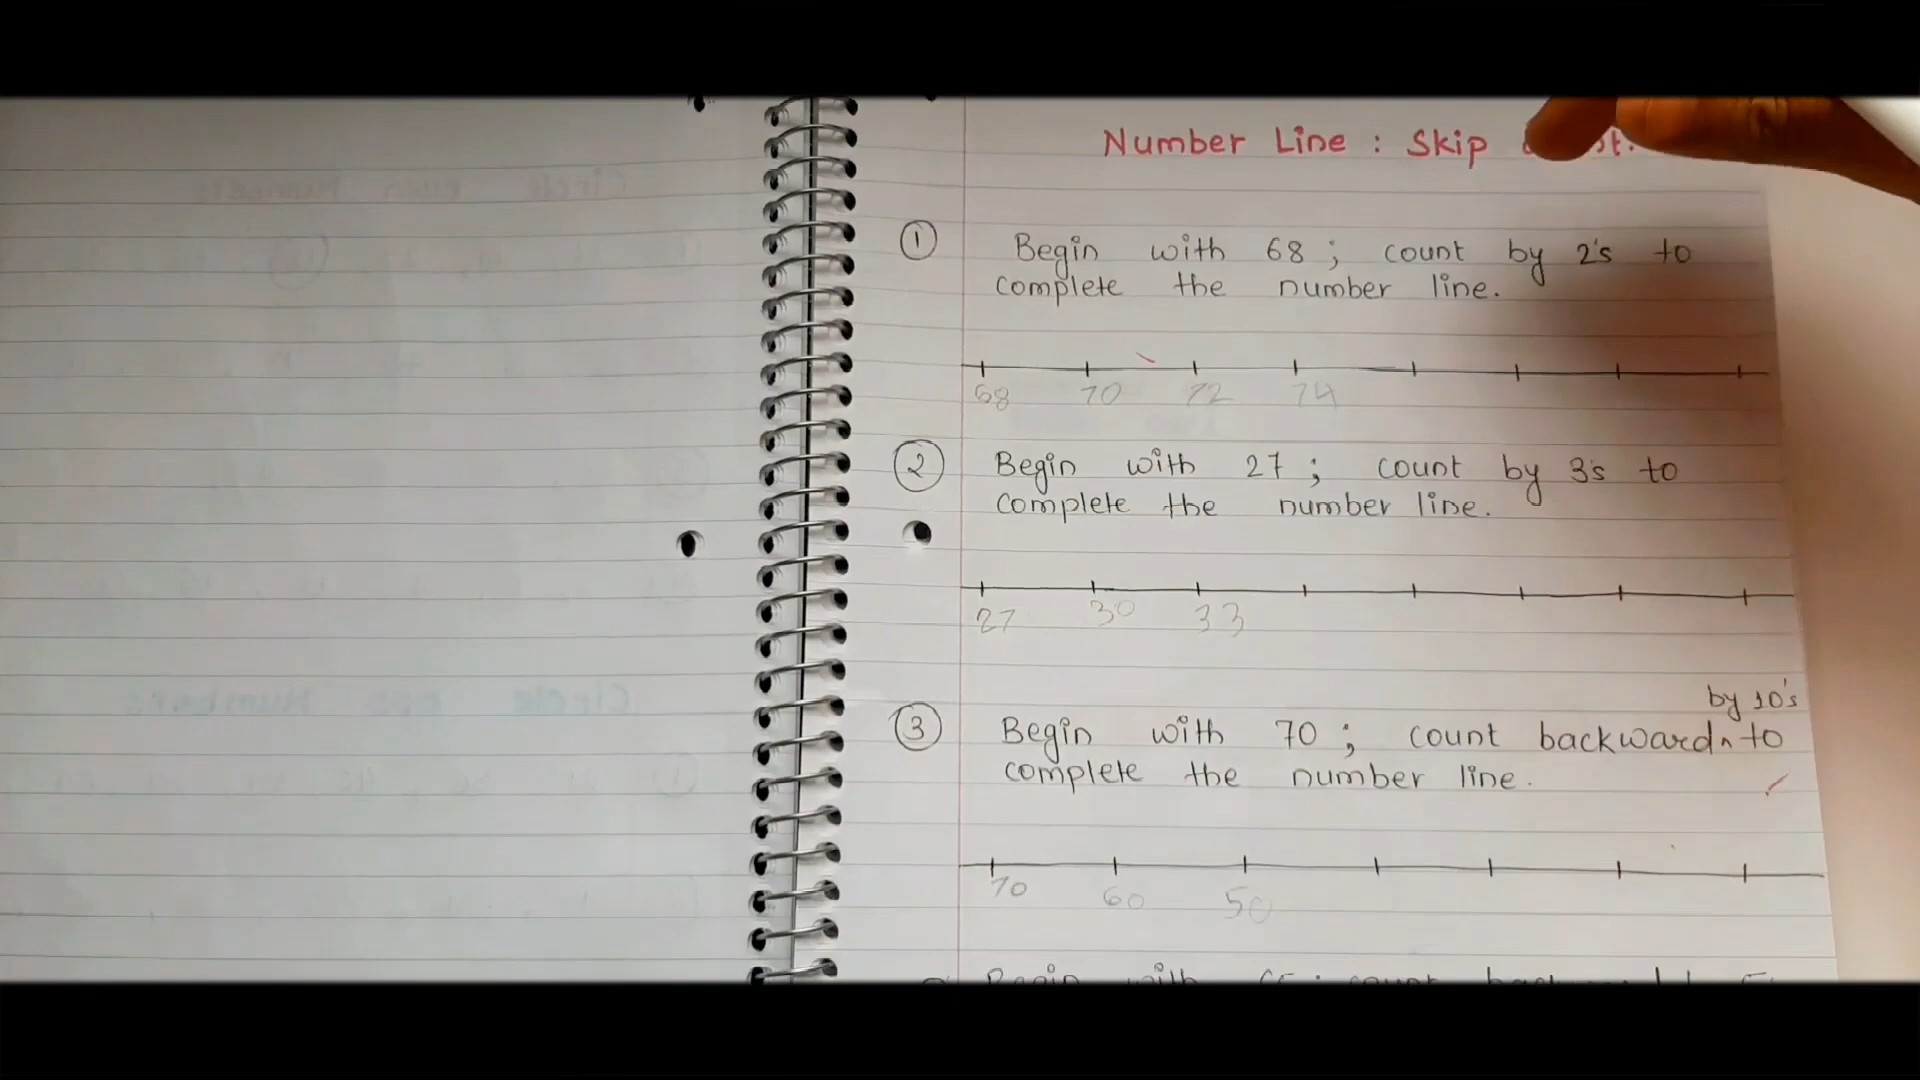 Number Line : Skip
① Begin with 68 ; count by 2's to
complete the number line.
68 70 72 74
② Begin with 27 ; count by 3's to
complete the number line.
27 30 33
by 10's
③ Begin with 70 ; count backward ^ to
complete the number line.
70 60 50